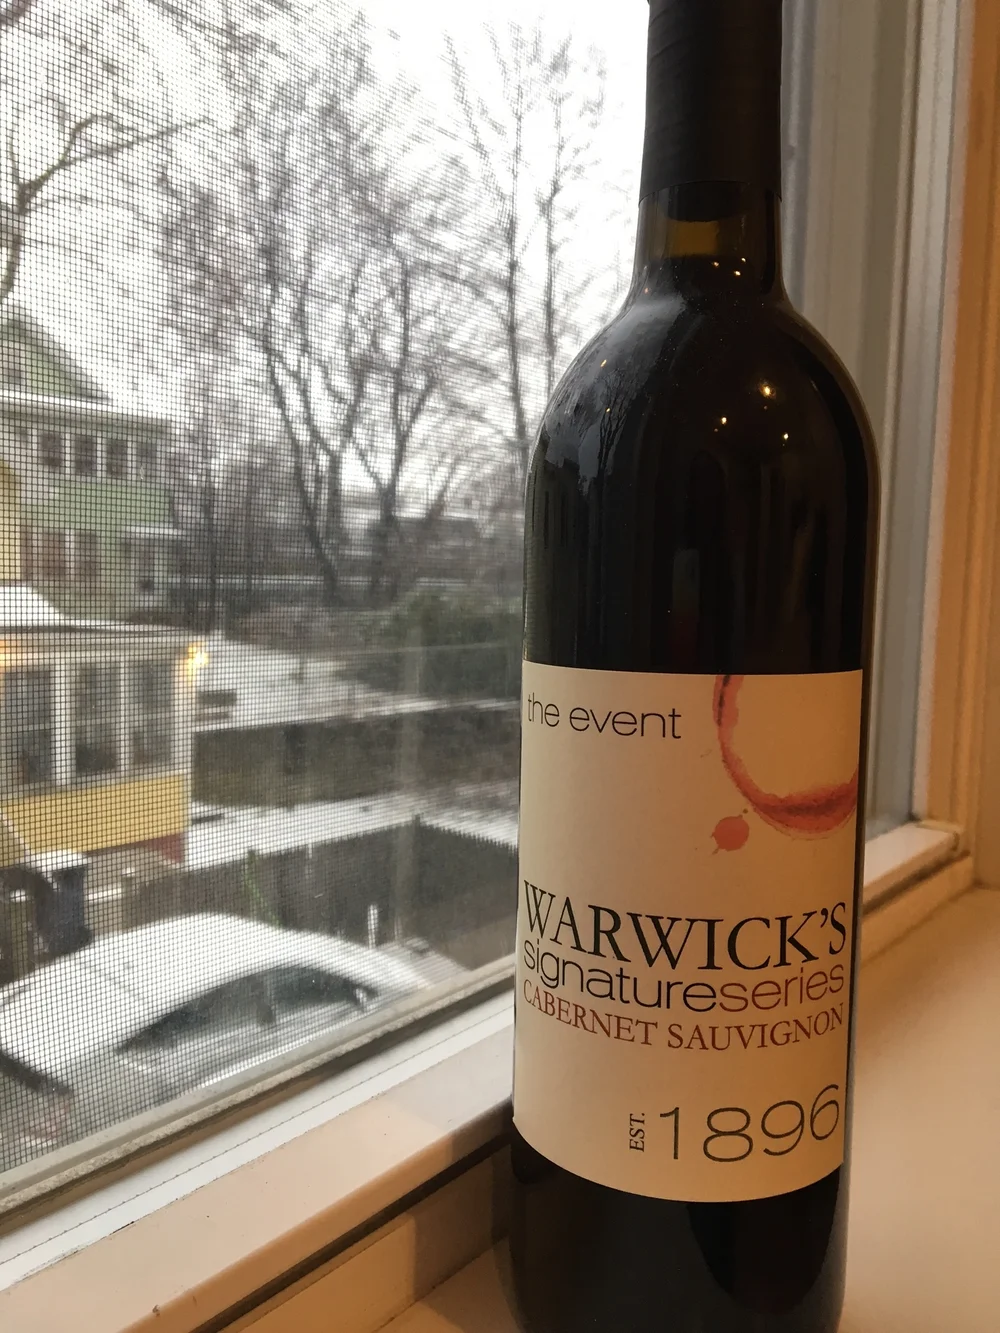 the event
WARWICK'S
signatureseries
CABERNET SAUVIGNON
EST. 1896